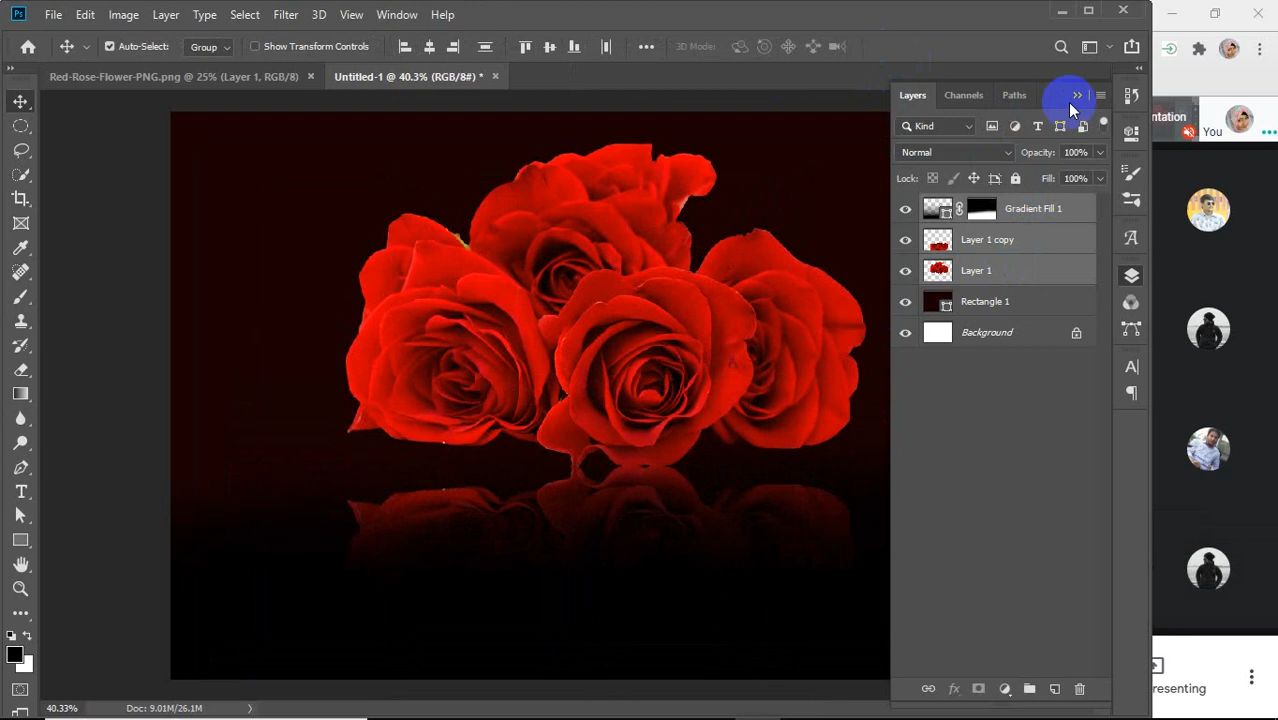 Ps File Edit Image Layer Type Select Filter 3D View Window Help
Auto-Select: Group Show Transform Controls 3D Mode:
Red-Rose-Flower-PNG.png @ 25% (Layer 1, RGB/8) Untitled-1 @ 40.3% (RGB/8#) *
Layers Channels Paths
Kind
Normal Opacity: 100%
Lock: Fill: 100%
Gradient Fill 1
Layer 1 copy
Layer 1
Rectangle 1
Background
ntation
You
resenting
40.33% Doc: 9.01M/26.1M